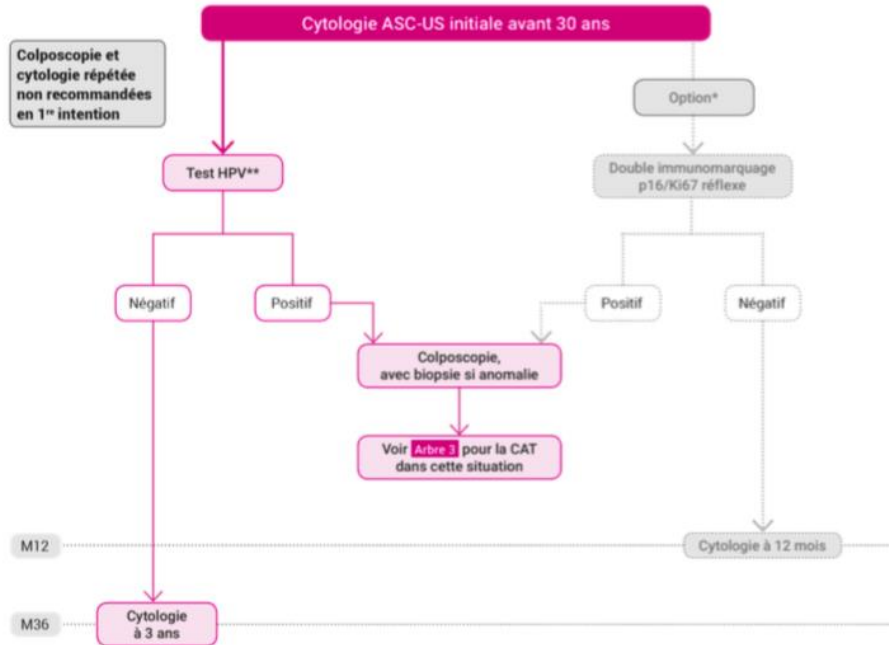 Cytologie ASC-US initiale avant 30 ans
Colposcopie et
cytologie répétée
non recommandées
en 1re intention
Option*
Test HPV**
Double immunomarquage
p16/Ki67 réflexe
Négatif
Positif
Positif
Négatif
Colposcopie,
avec biopsie si anomalie
Voir Arbre 3 pour la CAT
dans cette situation
M12
Cytologie à 12 mois
M36
Cytologie
à 3 ans